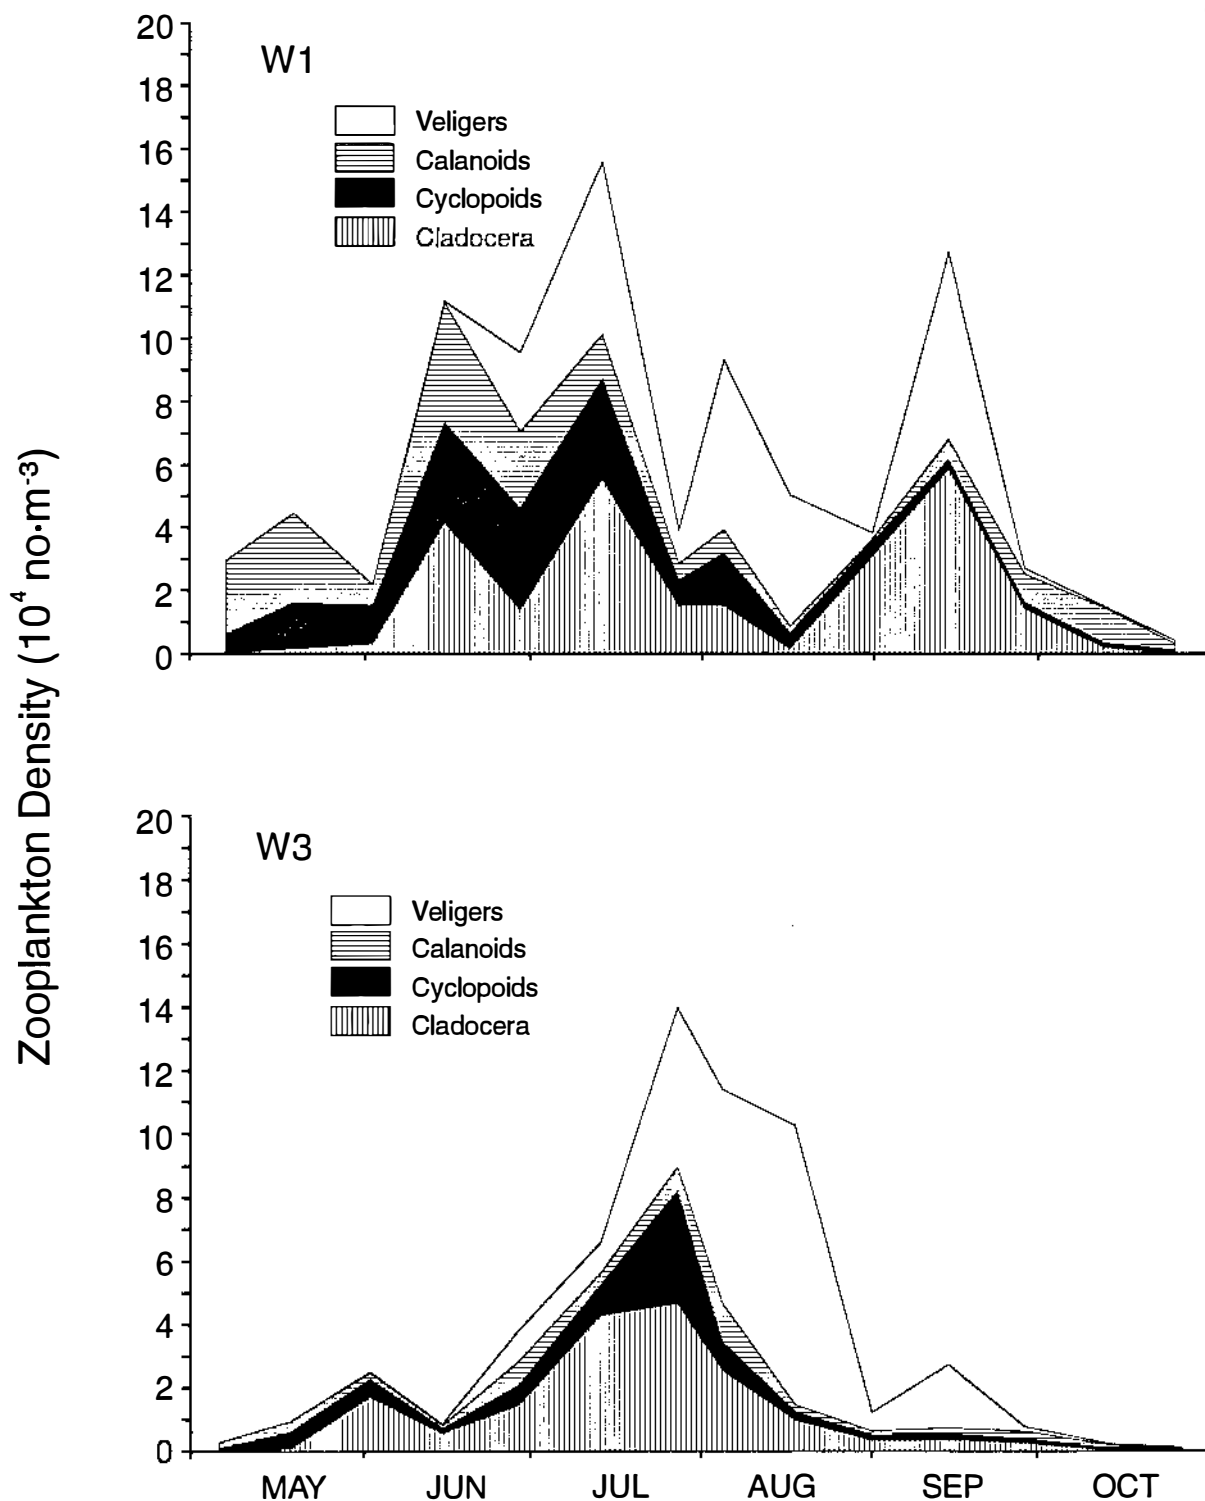 Zooplankton Density (10⁴ no·m⁻³)
W1
20
18
16
14
12
10
8
6
4
2
0
Veligers
Calanoids
Cyclopoids
Cladocera
W3
20
18
16
14
12
10
8
6
4
2
0
Veligers
Calanoids
Cyclopoids
Cladocera
MAY JUN JUL AUG SEP OCT